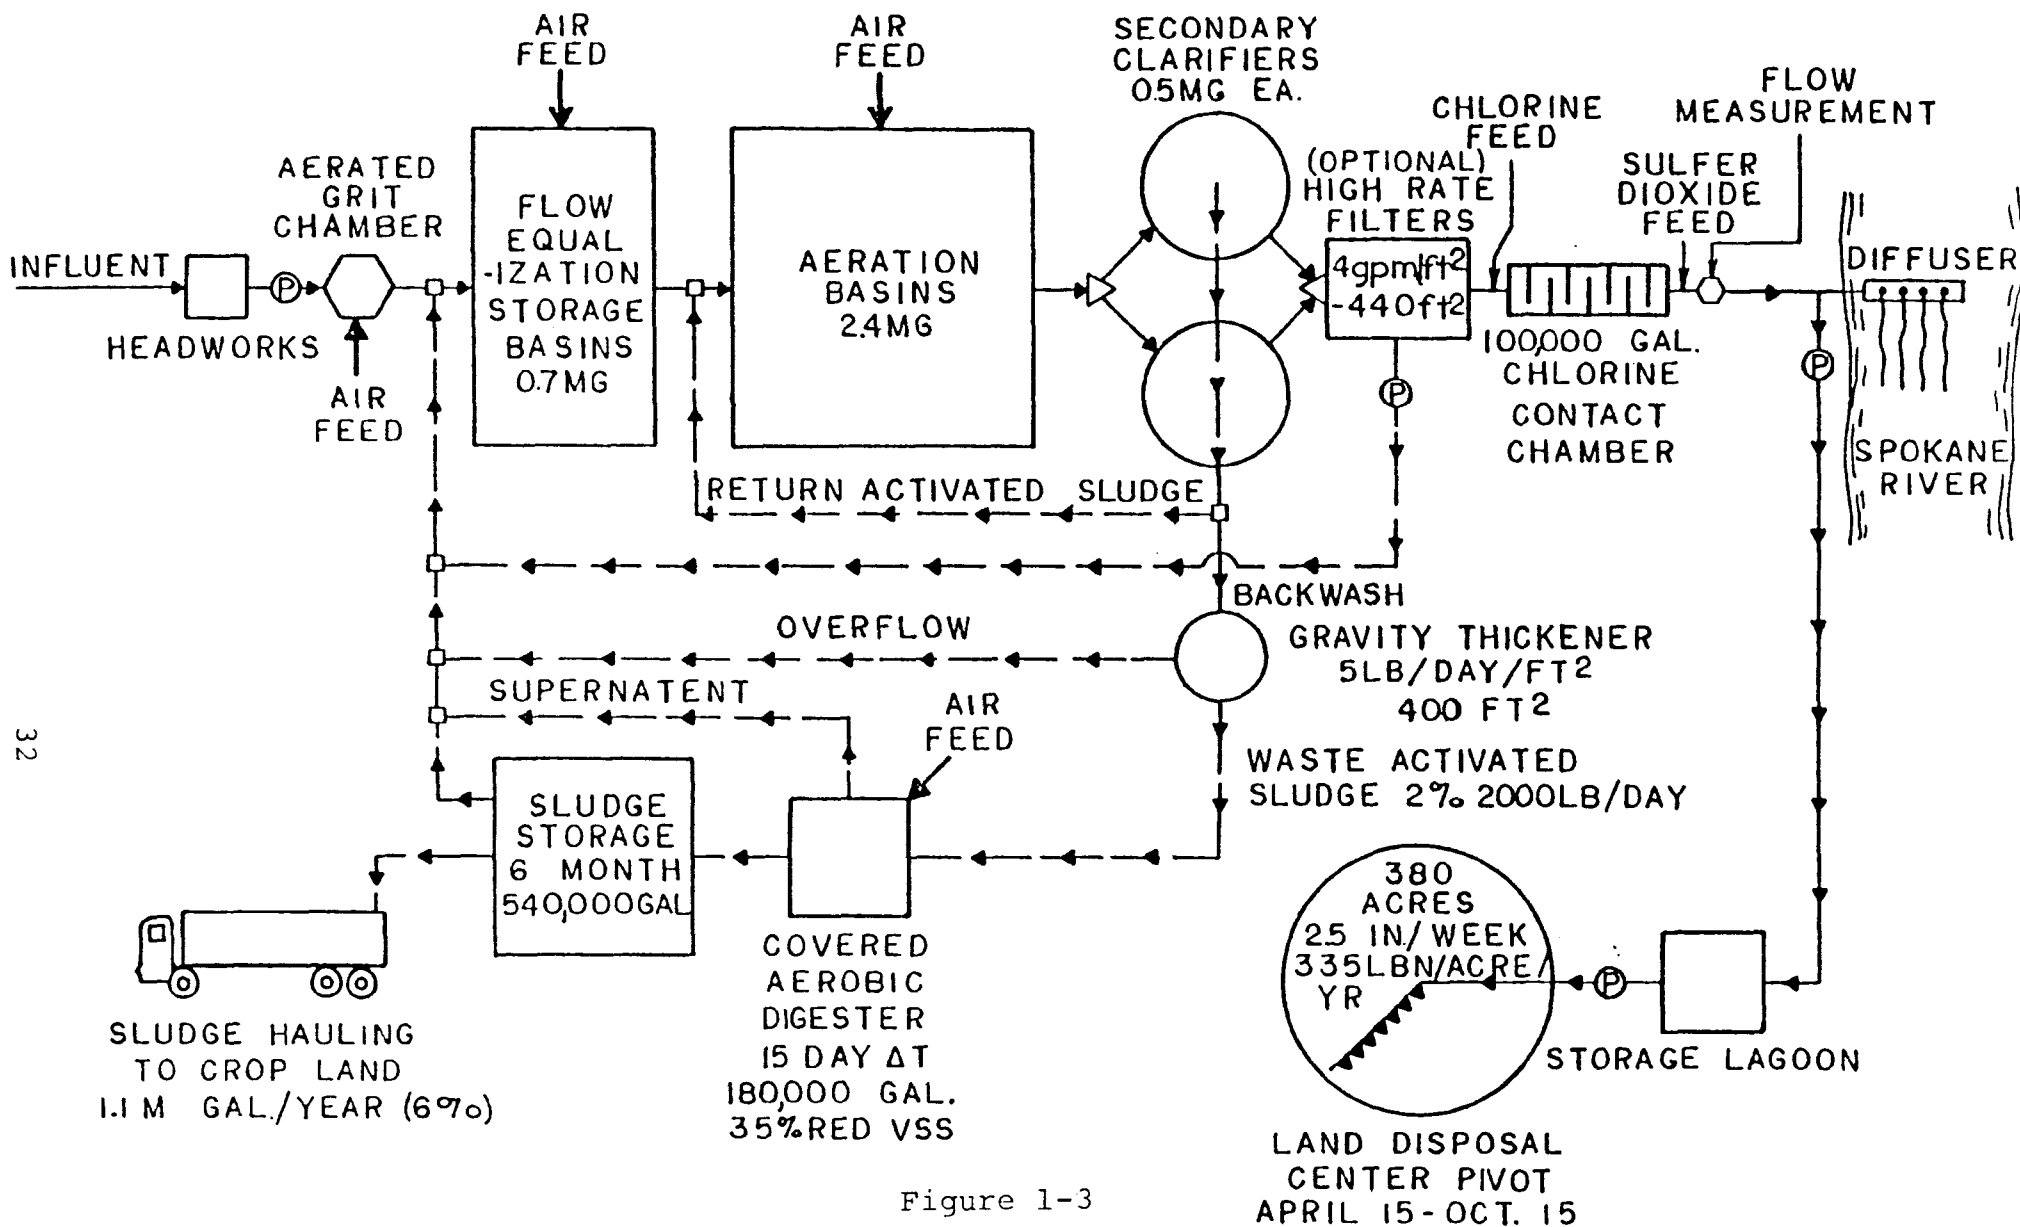 AIR
FEED
AIR
FEED
SECONDARY
CLARIFIERS
0.5MG EA.
FLOW
MEASUREMENT
CHLORINE
FEED
AERATED
GRIT
CHAMBER
(OPTIONAL)
HIGH RATE
FILTERS
SULFER
DIOXIDE
FEED
INFLUENT
P
HEADWORKS
AIR
FEED
FLOW
EQUAL
-IZATION
STORAGE
BASINS
0.7MG
AERATION
BASINS
2.4MG
4gpm/ft2
-440ft2
P
100,000 GAL.
CHLORINE
CONTACT
CHAMBER
DIFFUSER
P
SPOKANE
RIVER
RETURN ACTIVATED SLUDGE
BACKWASH
OVERFLOW
GRAVITY THICKENER
5LB/DAY/FT2
400 FT2
SUPERNATENT
AIR
FEED
WASTE ACTIVATED
SLUDGE 2% 2000LB/DAY
32
SLUDGE
STORAGE
6 MONTH
540,000GAL
COVERED
AEROBIC
DIGESTER
15 DAY ΔT
180,000 GAL.
35%RED VSS
SLUDGE HAULING
TO CROP LAND
1.1 M GAL./YEAR (6%)
380
ACRES
2.5 IN./WEEK
335LBN/ACRE/
YR
P
STORAGE LAGOON
LAND DISPOSAL
CENTER PIVOT
APRIL 15-OCT. 15
Figure 1-3